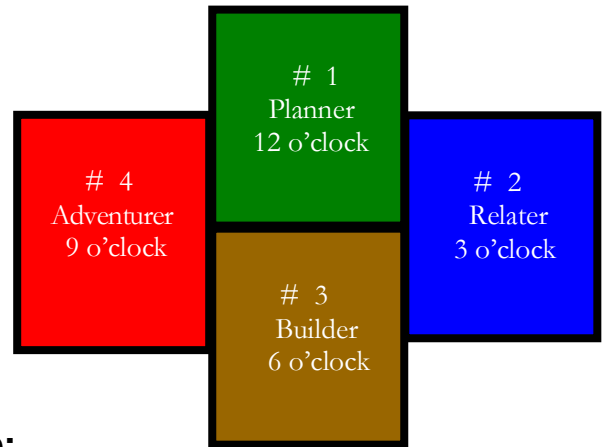 # 1
Planner
12 o’clock
# 4
Adventurer
9 o’clock
# 2
Relater
3 o’clock
# 3
Builder
6 o’clock